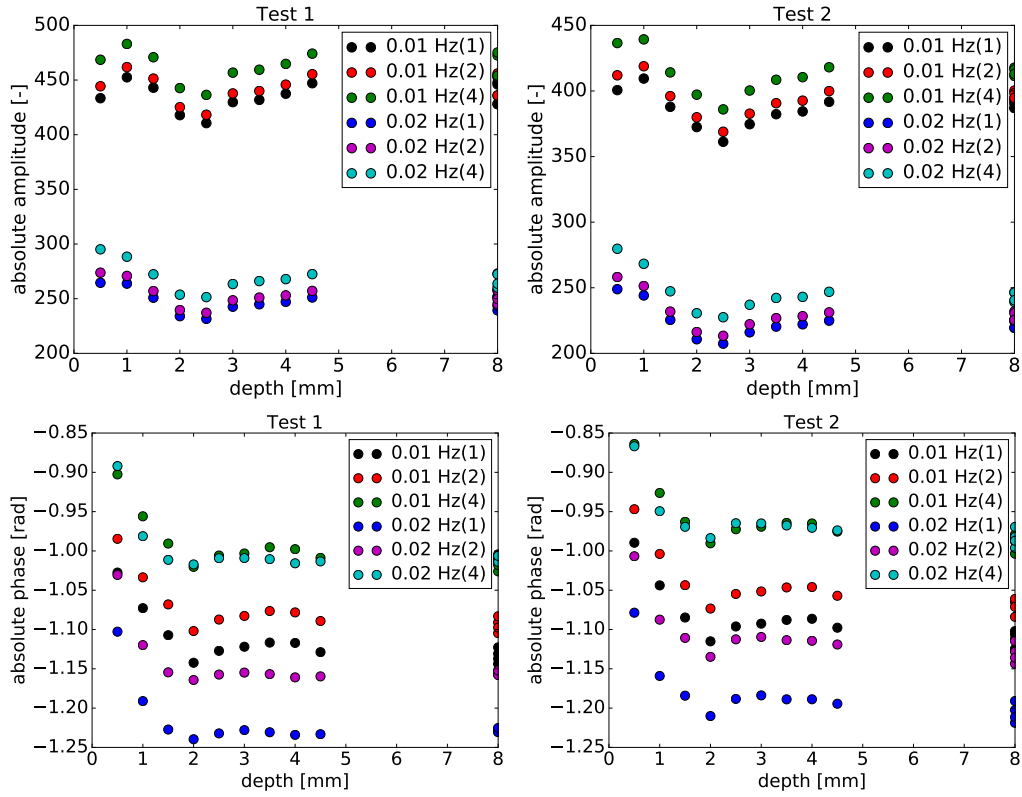 Test 1
500
450
400
350
300
250
200
absolute amplitude [-]
0 1 2 3 4 5 6 7 8
depth [mm]
0.01 Hz(1)
0.01 Hz(2)
0.01 Hz(4)
0.02 Hz(1)
0.02 Hz(2)
0.02 Hz(4)
Test 2
450
400
350
300
250
200
absolute amplitude [-]
0 1 2 3 4 5 6 7 8
depth [mm]
0.01 Hz(1)
0.01 Hz(2)
0.01 Hz(4)
0.02 Hz(1)
0.02 Hz(2)
0.02 Hz(4)
Test 1
−0.85
−0.90
−0.95
−1.00
−1.05
−1.10
−1.15
−1.20
−1.25
absolute phase [rad]
0 1 2 3 4 5 6 7 8
depth [mm]
0.01 Hz(1)
0.01 Hz(2)
0.01 Hz(4)
0.02 Hz(1)
0.02 Hz(2)
0.02 Hz(4)
Test 2
−0.85
−0.90
−0.95
−1.00
−1.05
−1.10
−1.15
−1.20
−1.25
absolute phase [rad]
0 1 2 3 4 5 6 7 8
depth [mm]
0.01 Hz(1)
0.01 Hz(2)
0.01 Hz(4)
0.02 Hz(1)
0.02 Hz(2)
0.02 Hz(4)